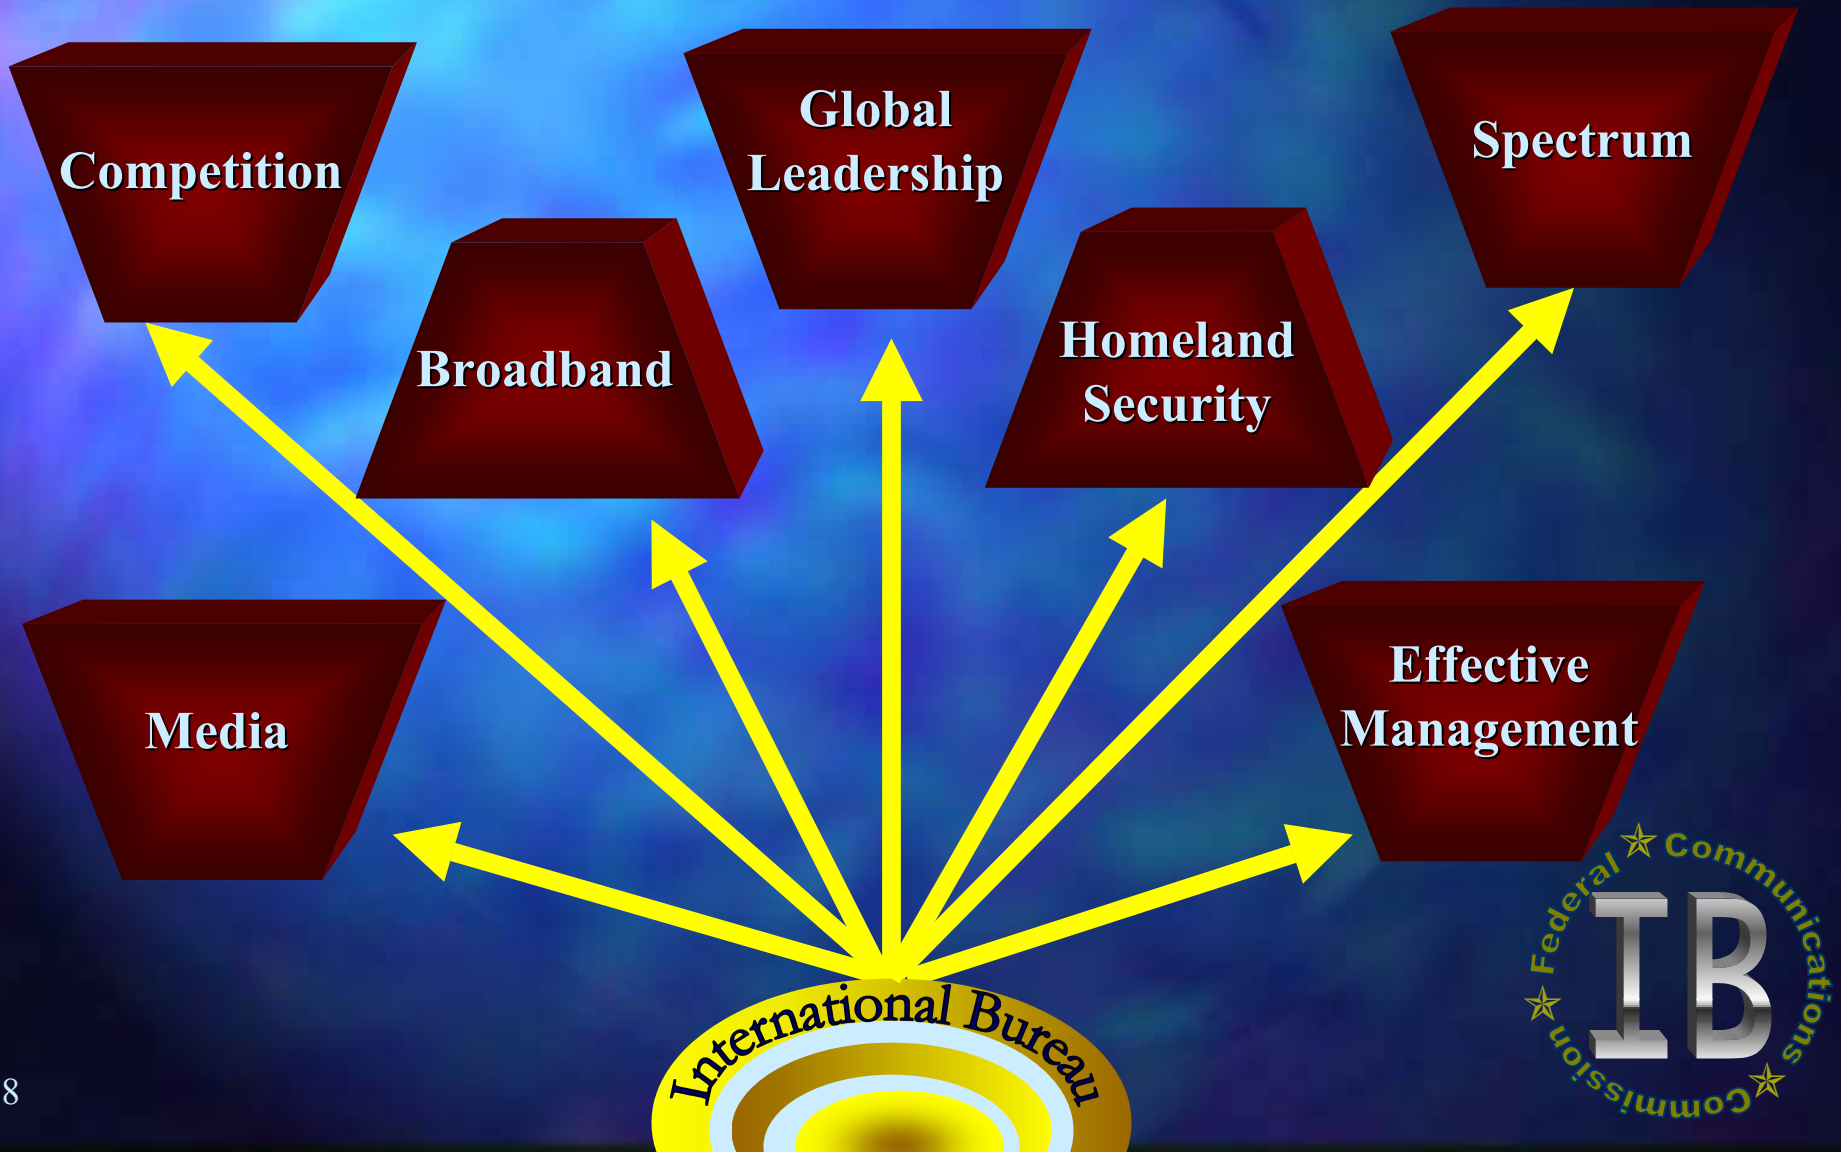 Competition
Global
Leadership
Spectrum
Broadband
Homeland
Security
Media
Effective
Management
International Bureau
Federal Communications Commission
IB
8